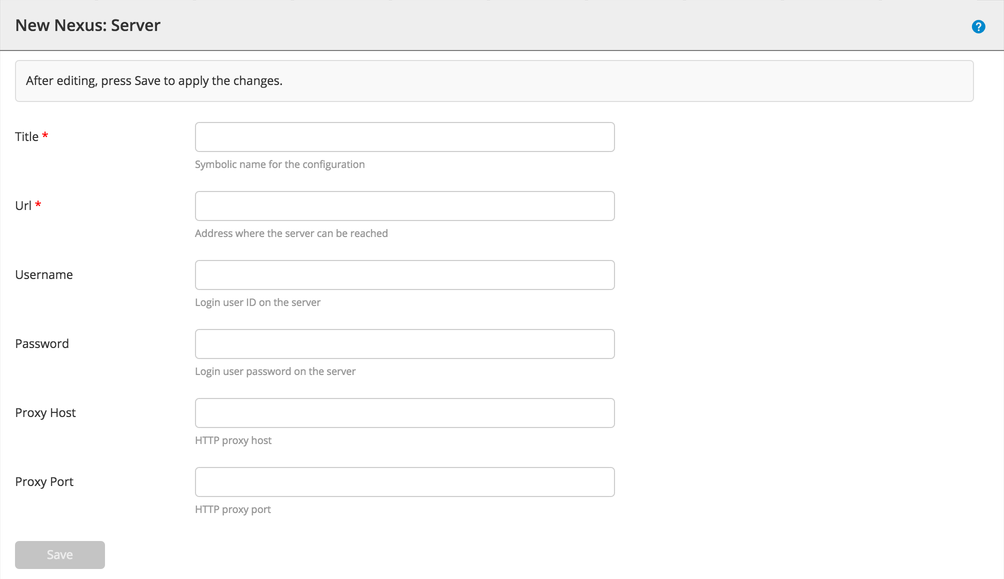 New Nexus: Server
?
After editing, press Save to apply the changes.
Title *
Symbolic name for the configuration
Url *
Address where the server can be reached
Username
Login user ID on the server
Password
Login user password on the server
Proxy Host
HTTP proxy host
Proxy Port
HTTP proxy port
Save